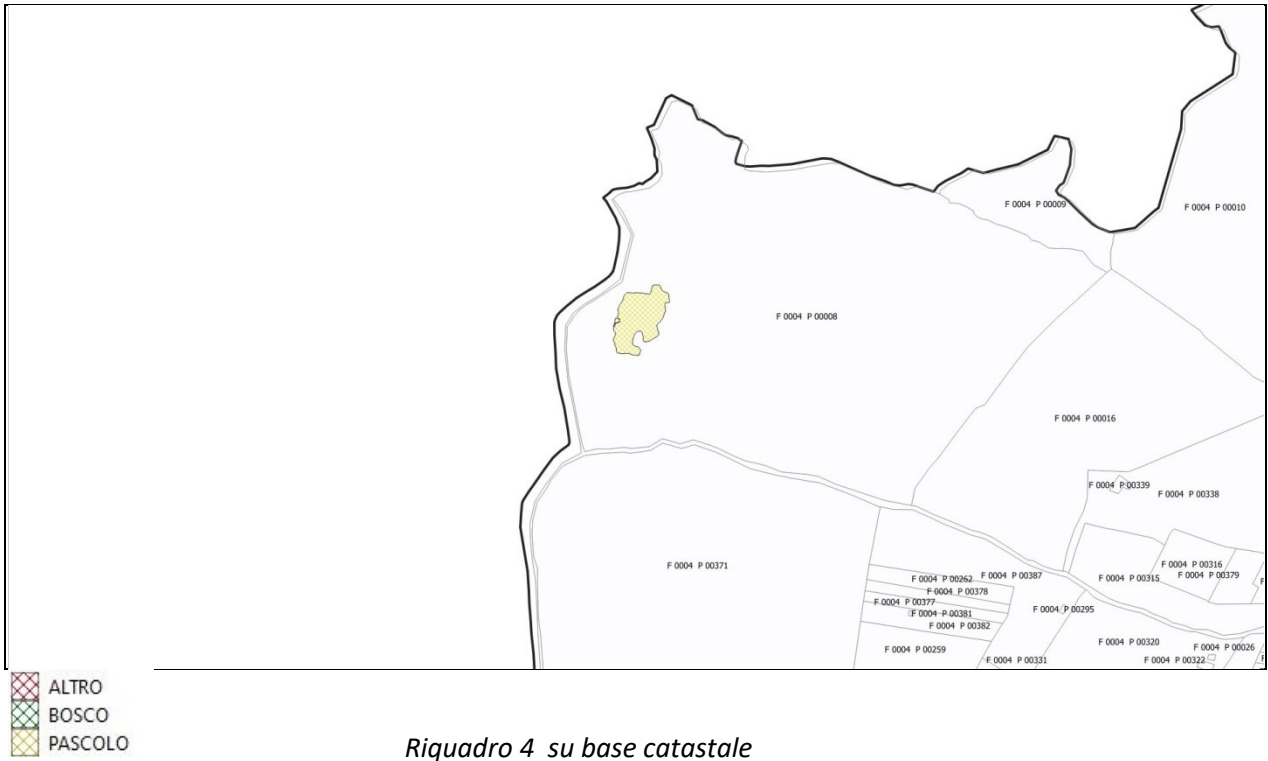 F 0004 P 00009
F 0004 P 00010
F 0004 P 00008
F 0004 P 00016
F 0004 P 00339
F 0004 P 00338
F 0004 P 00371
F 0004 P 00316
F 0004 P 00379
F 0004 P 00315
F 0004 P 00387
F 0004 P 00262
F 0004 P 00378
F 0004 P 00377
F 0004 P 00381
F 0004 P 00382
F 0004 P 00295
F 0004 P 00259
F 0004 P 00331
F 0004 P 00320
F 0004 P 00322
F 0004 P 00026
ALTRO
BOSCO
PASCOLO
Riquadro 4 su base catastale